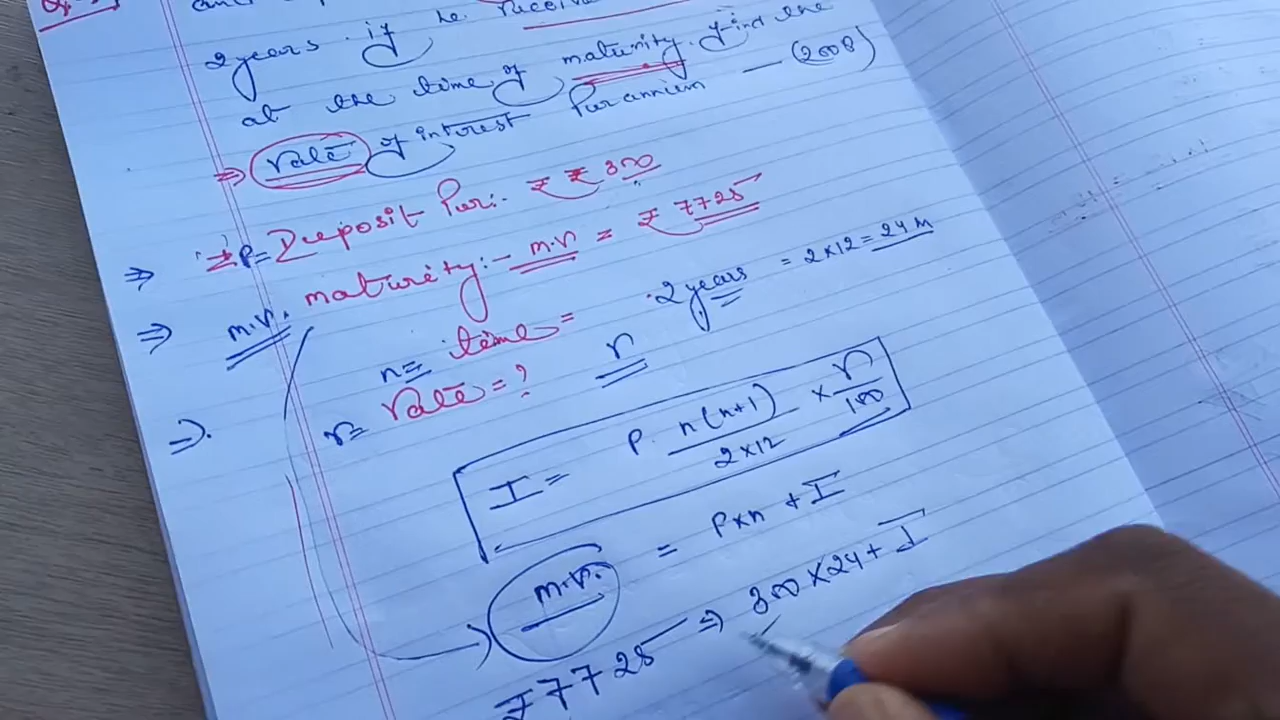 2 years . if he receive
at the time of maturity. find the
⇒ rate of interest Per annum — (2008)
⇒ P= Deposit Per:- ₹ ₹ 300
⇒ m.v. maturity:- m.v = ₹ 7725
n= time = 2 years = 2×12 = 24 M
⇒. r= Rate = ? r
I = P. n(n+1)/2×12 × r/100
m.v. = P×n + I
₹7725 ⇒ 300×24 + I